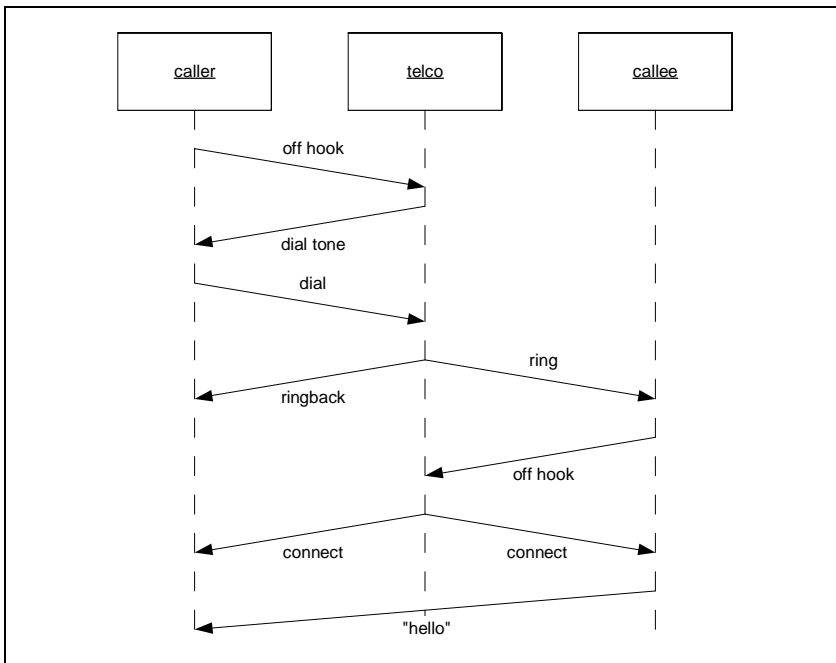 caller
telco
callee
off hook
dial tone
dial
ring
ringback
off hook
connect
connect
"hello"